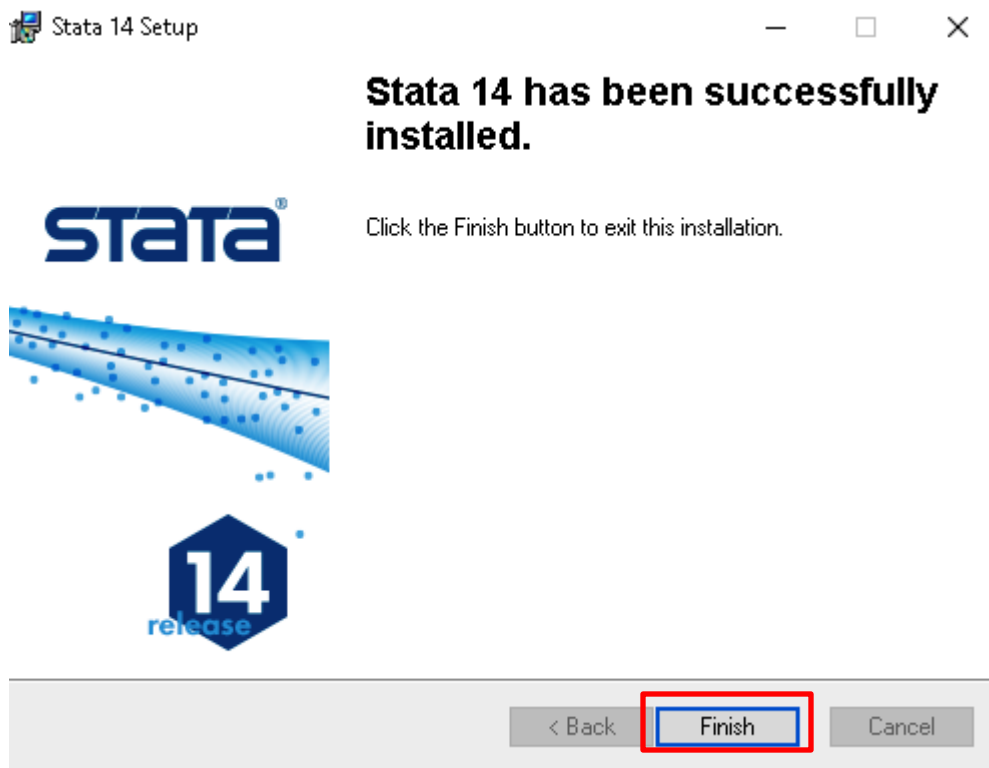 Stata 14 Setup
Stata 14 has been successfully
installed.
Click the Finish button to exit this installation.
stata®
14
release
< Back
Finish
Cancel